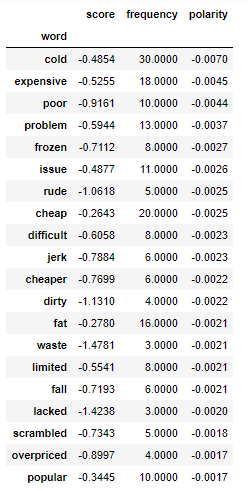 score frequency polarity
word
cold -0.4854 30.0000 -0.0070
expensive -0.5255 18.0000 -0.0045
poor -0.9161 10.0000 -0.0044
problem -0.5944 13.0000 -0.0037
frozen -0.7112 8.0000 -0.0027
issue -0.4877 11.0000 -0.0026
rude -1.0618 5.0000 -0.0025
cheap -0.2643 20.0000 -0.0025
difficult -0.6058 8.0000 -0.0023
jerk -0.7884 6.0000 -0.0023
cheaper -0.7699 6.0000 -0.0022
dirty -1.1310 4.0000 -0.0022
fat -0.2780 16.0000 -0.0021
waste -1.4781 3.0000 -0.0021
limited -0.5541 8.0000 -0.0021
fall -0.7193 6.0000 -0.0021
lacked -1.4238 3.0000 -0.0020
scrambled -0.7343 5.0000 -0.0018
overpriced -0.8997 4.0000 -0.0017
popular -0.3445 10.0000 -0.0017